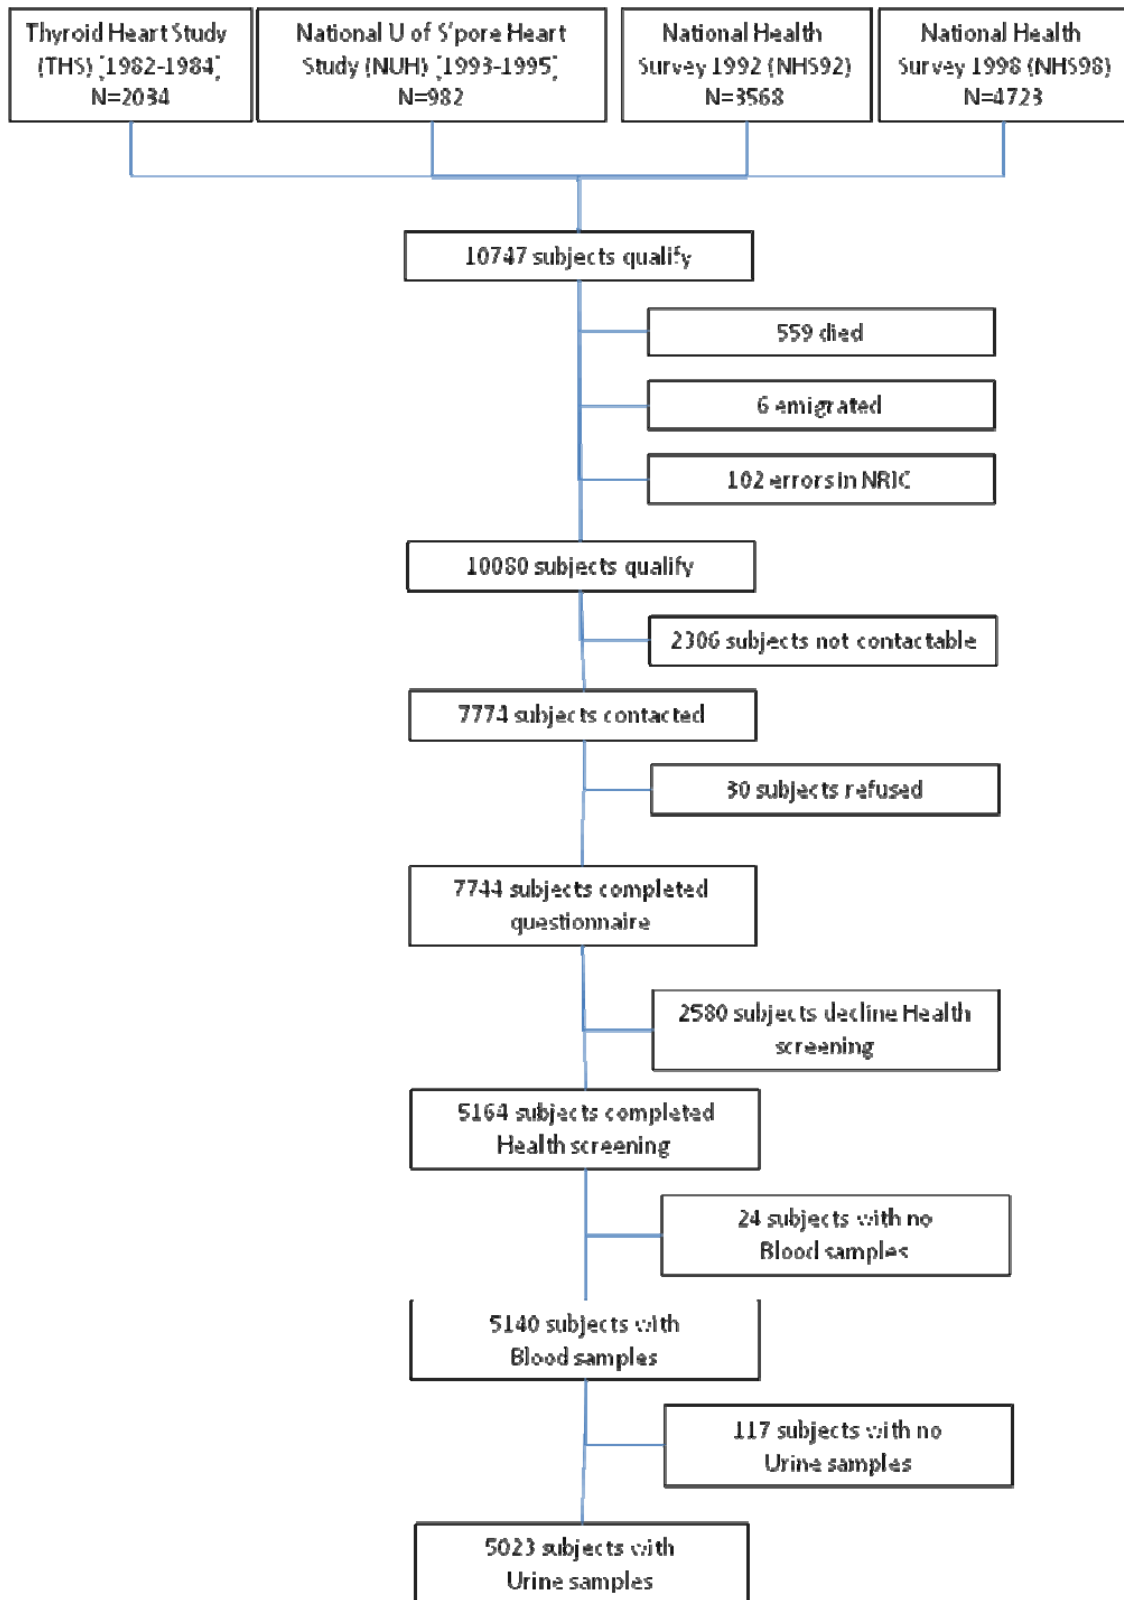 Thyroid Heart Study
(THS) [1982-1984]
N=2034
National U of S'pore Heart
Study (NUH) [1993-1995]
N=982
National Health
Survey 1992 (NHS92)
N=3568
National Health
Survey 1998 (NHS98)
N=4723
10747 subjects qualify
559 died
6 emigrated
102 errors in NRIC
10080 subjects qualify
2306 subjects not contactable
7774 subjects contacted
30 subjects refused
7744 subjects completed
questionnaire
2580 subjects decline Health
screening
5164 subjects completed
Health screening
24 subjects with no
Blood samples
5140 subjects with
Blood samples
117 subjects with no
Urine samples
5023 subjects with
Urine samples